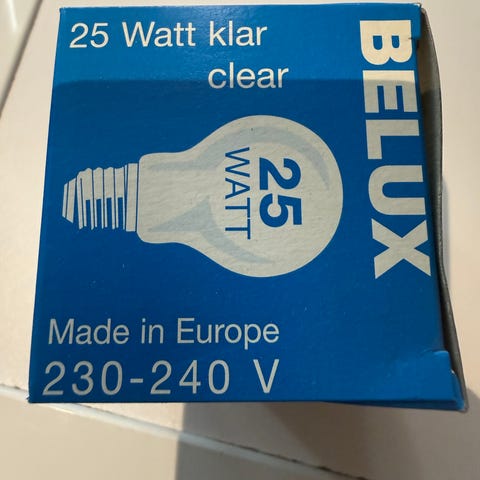 25 Watt klar
clear
BELUX
25
WATT
Made in Europe
230-240 V